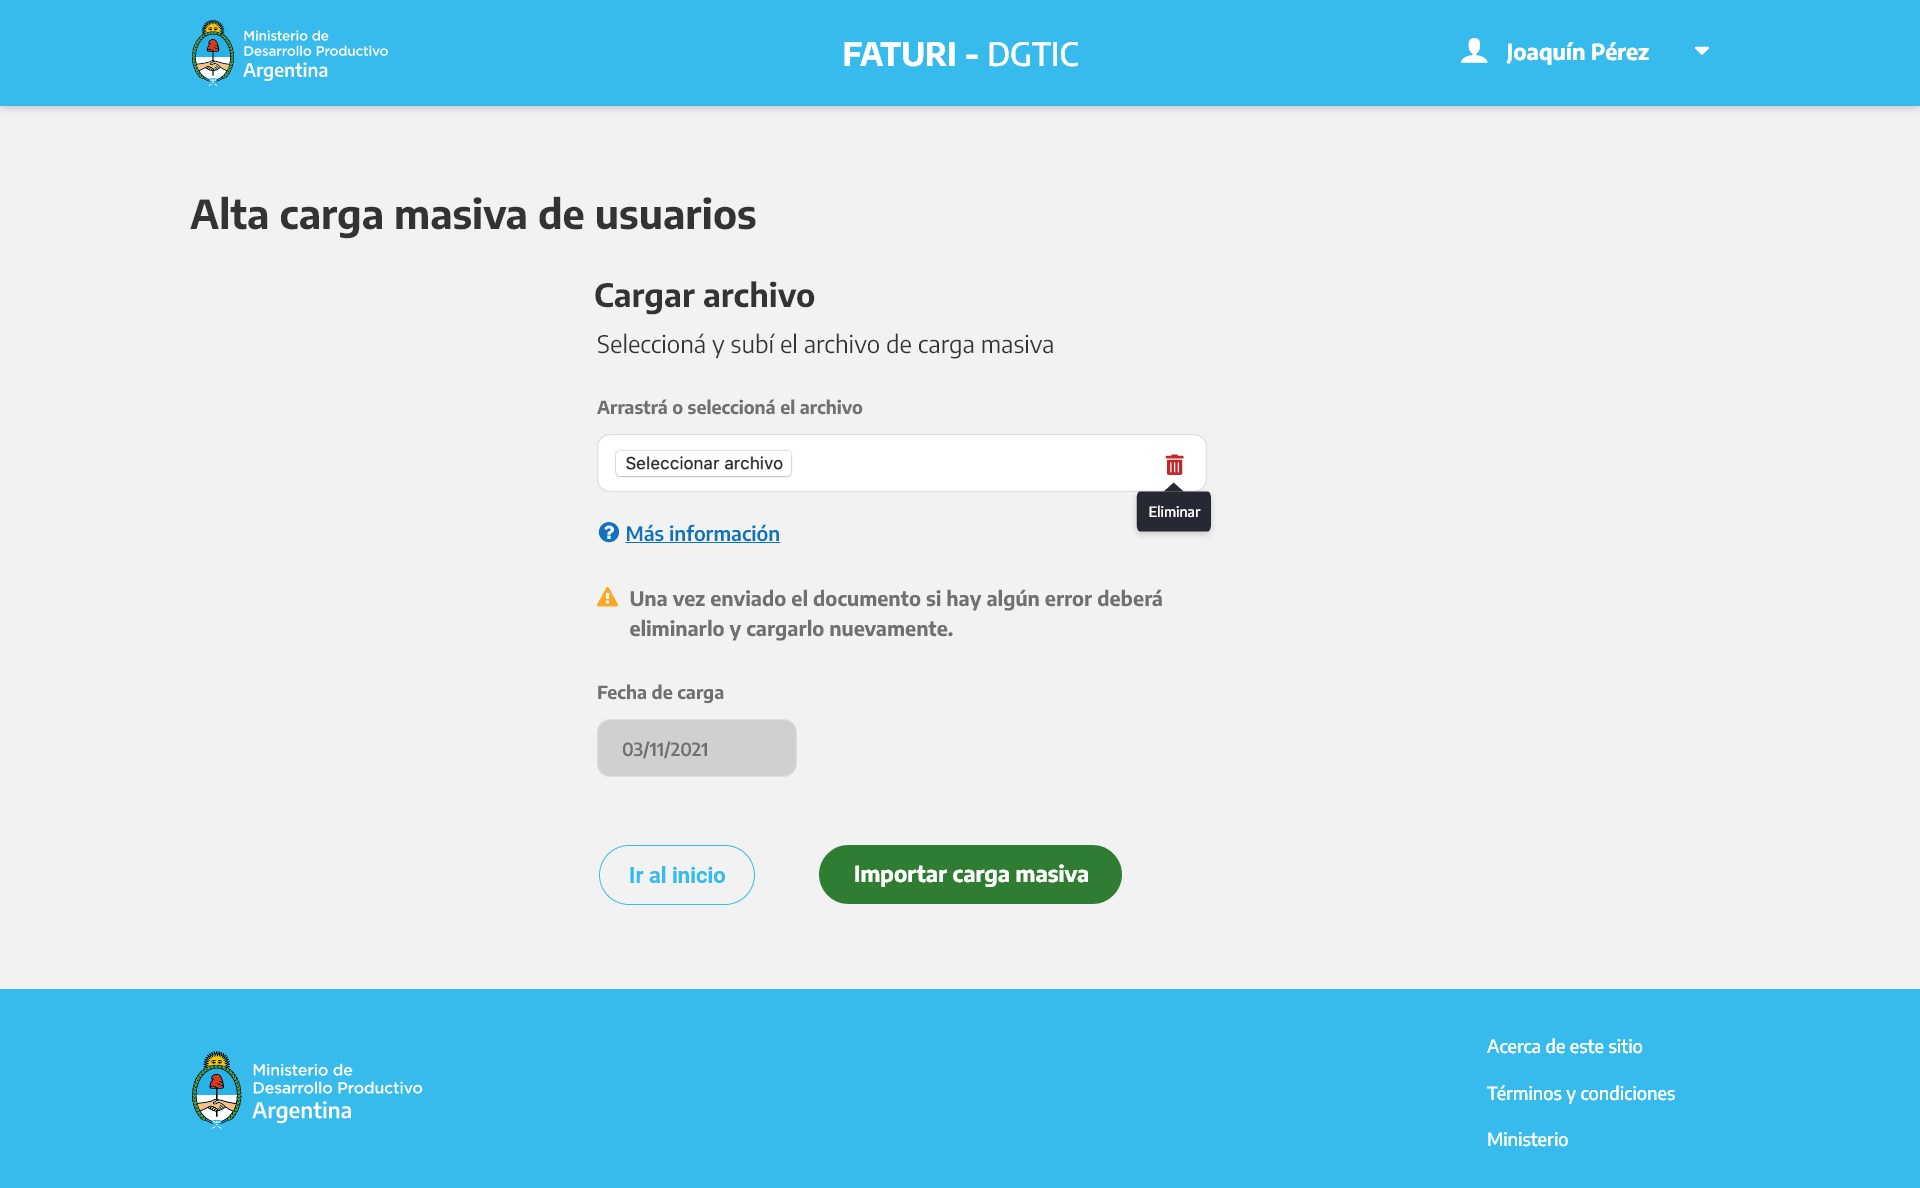 Ministerio de
Desarrollo Productivo
Argentina
FATURI - DGTIC
Joaquín Pérez
Alta carga masiva de usuarios
Cargar archivo
Seleccioná y subí el archivo de carga masiva
Arrastrá o seleccioná el archivo
Seleccionar archivo
Eliminar
Más información
Una vez enviado el documento si hay algún error deberá
eliminarlo y cargarlo nuevamente.
Fecha de carga
03/11/2021
Ir al inicio
Importar carga masiva
Ministerio de
Desarrollo Productivo
Argentina
Acerca de este sitio
Términos y condiciones
Ministerio